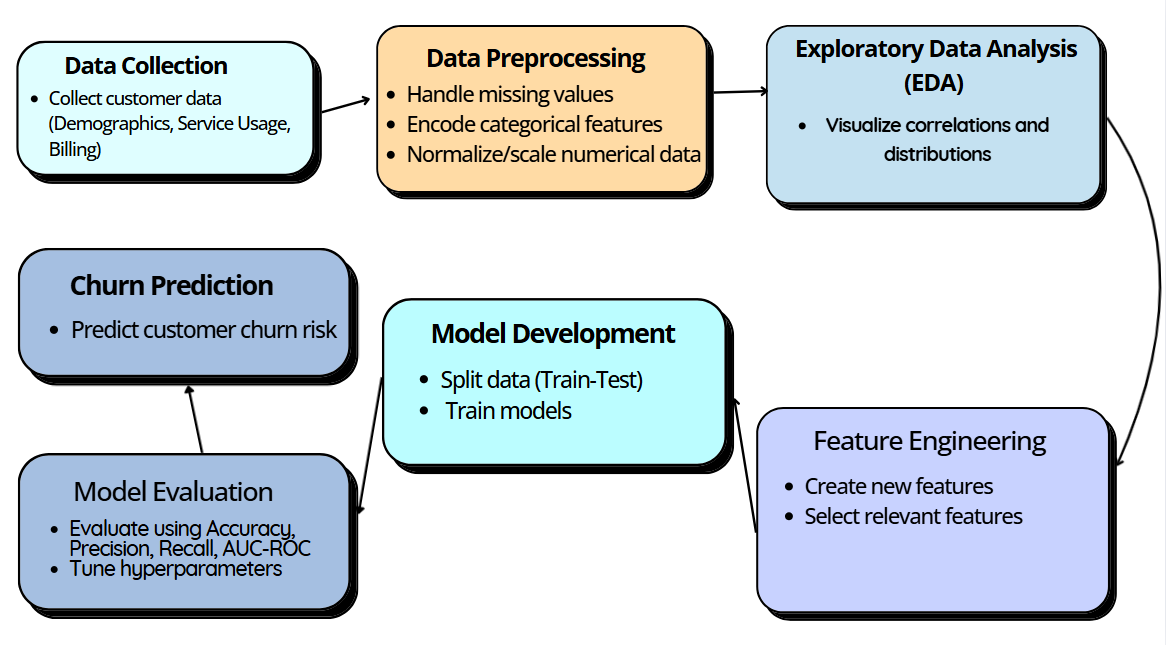 Data Collection
• Collect customer data
(Demographics, Service Usage,
Billing)
Data Preprocessing
• Handle missing values
• Encode categorical features
• Normalize/scale numerical data
Exploratory Data Analysis
(EDA)
• Visualize correlations and
distributions
Feature Engineering
• Create new features
• Select relevant features
Model Development
• Split data (Train-Test)
• Train models
Model Evaluation
• Evaluate using Accuracy,
Precision, Recall, AUC-ROC
• Tune hyperparameters
Churn Prediction
• Predict customer churn risk